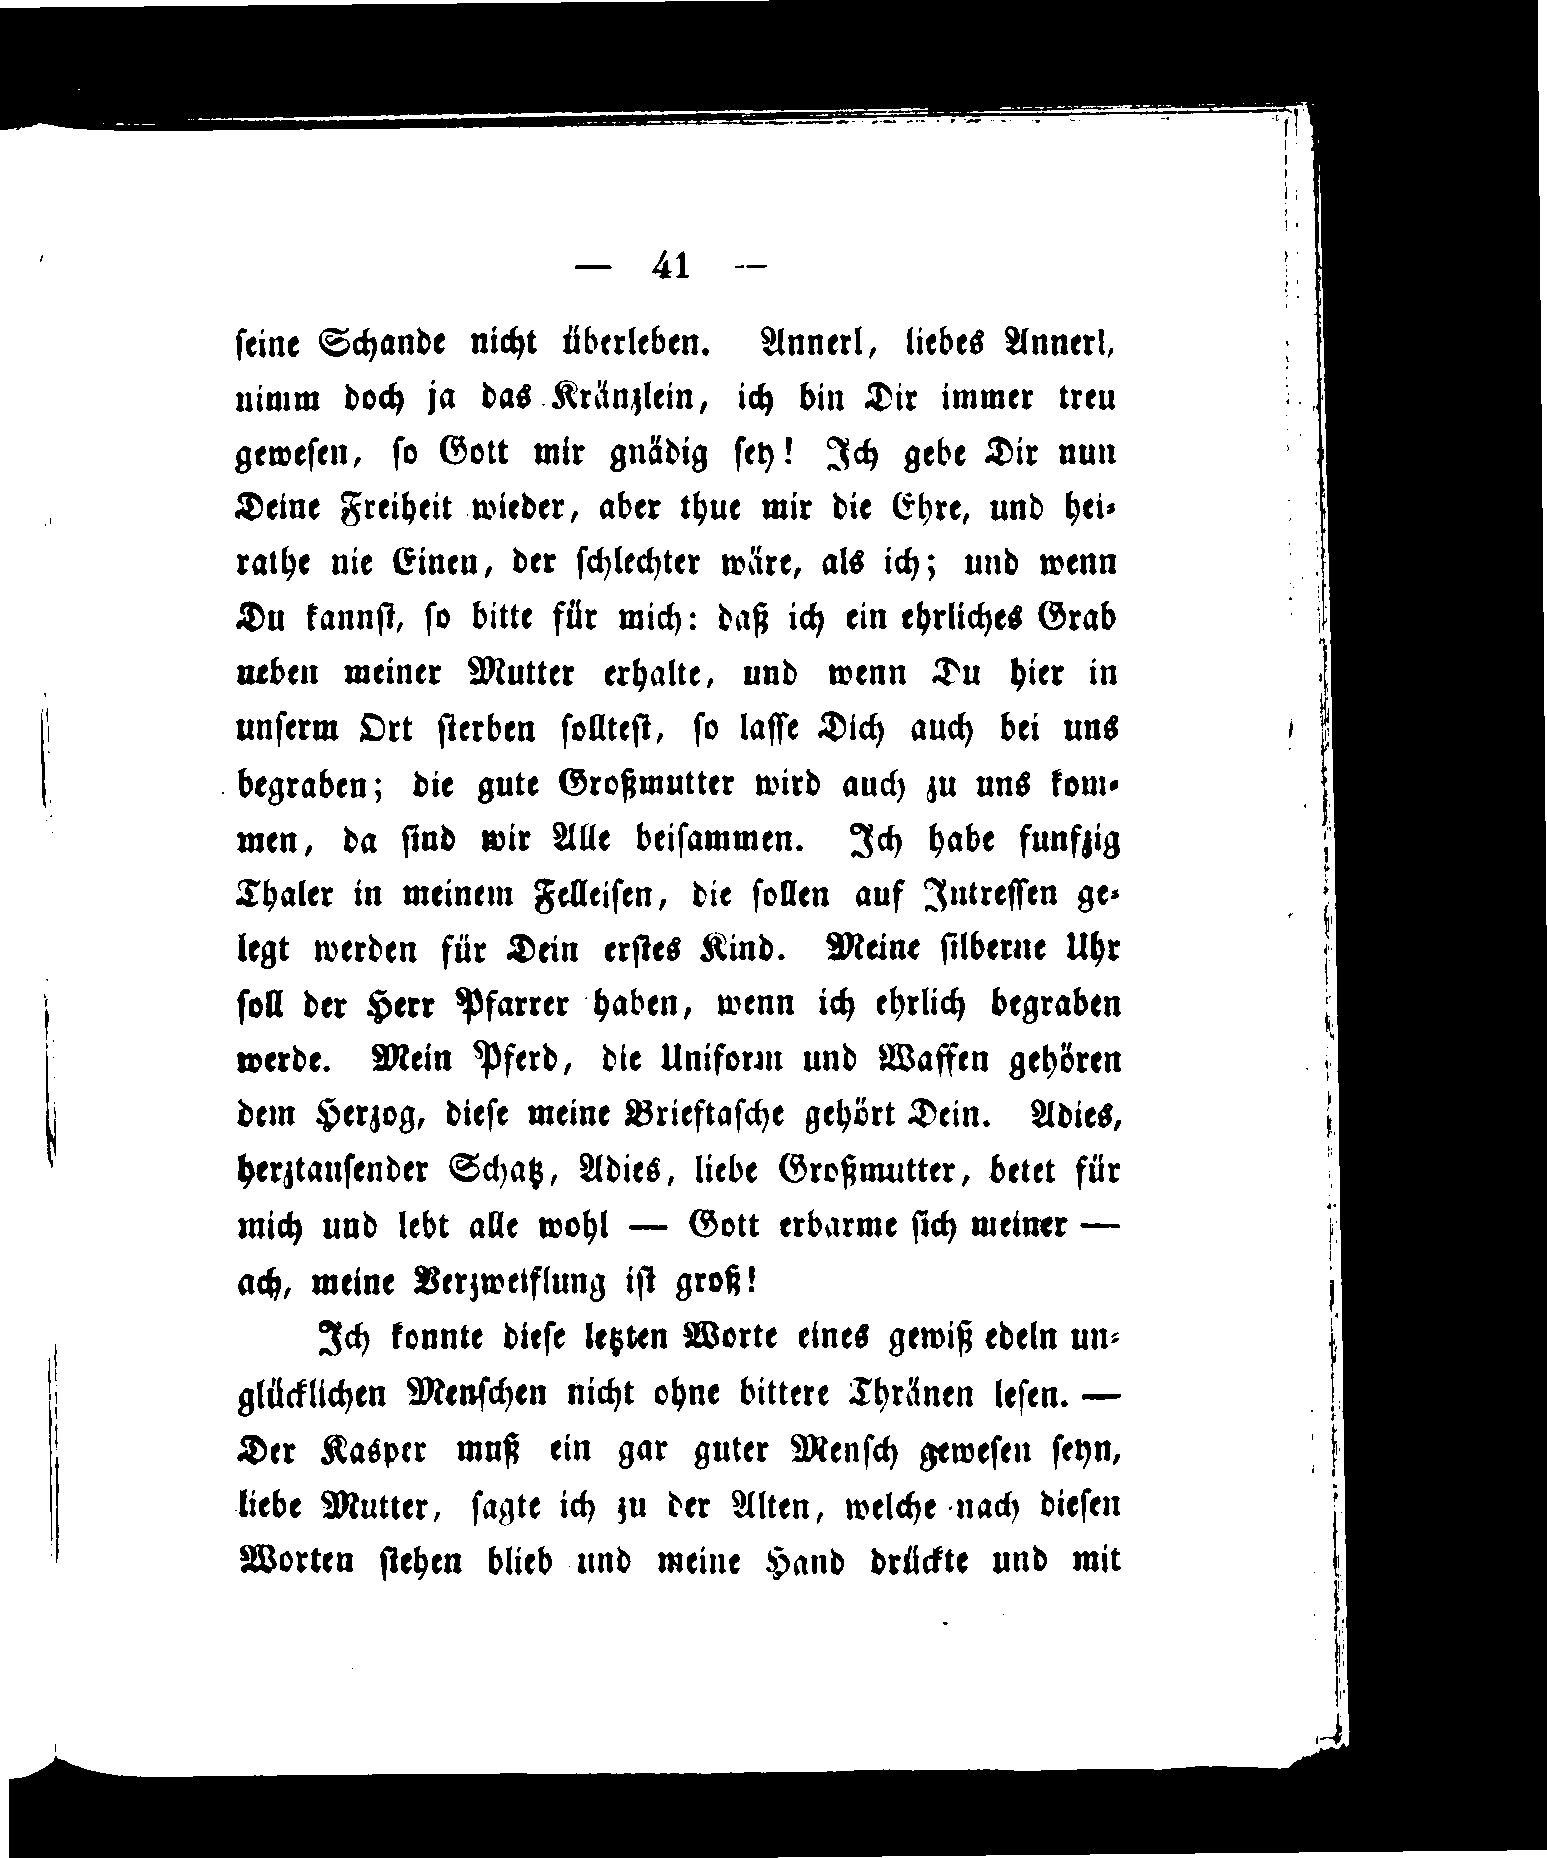 — 41 —
seine Schande nicht überleben. Annerl, liebes Annerl,
nimm doch ja das Kränzlein, ich bin Dir immer treu
gewesen, so Gott mir gnädig sey! Ich gebe Dir nun
Deine Freiheit wieder, aber thue mir die Ehre, und hei-
rathe nie Einen, der schlechter wäre, als ich; und wenn
Du kannst, so bitte für mich: daß ich ein ehrliches Grab
neben meiner Mutter erhalte, und wenn Du hier in
unserm Ort sterben solltest, so lasse Dich auch bei uns
begraben; die gute Großmutter wird auch zu uns kom-
men, da sind wir Alle beisammen. Ich habe funfzig
Thaler in meinem Felleisen, die sollen auf Intressen ge-
legt werden für Dein erstes Kind. Meine silberne Uhr
soll der Herr Pfarrer haben, wenn ich ehrlich begraben
werde. Mein Pferd, die Uniform und Waffen gehören
dem Herzog, diese meine Brieftasche gehört Dein. Adies,
herztausender Schatz, Adies, liebe Großmutter, betet für
mich und lebt alle wohl — Gott erbarme sich meiner —
ach, meine Verzweiflung ist groß!
Ich konnte diese letzten Worte eines gewiß edeln un-
glücklichen Menschen nicht ohne bittere Thränen lesen. —
Der Kasper muß ein gar guter Mensch gewesen seyn,
liebe Mutter, sagte ich zu der Alten, welche nach diesen
Worten stehen blieb und meine Hand drückte und mit